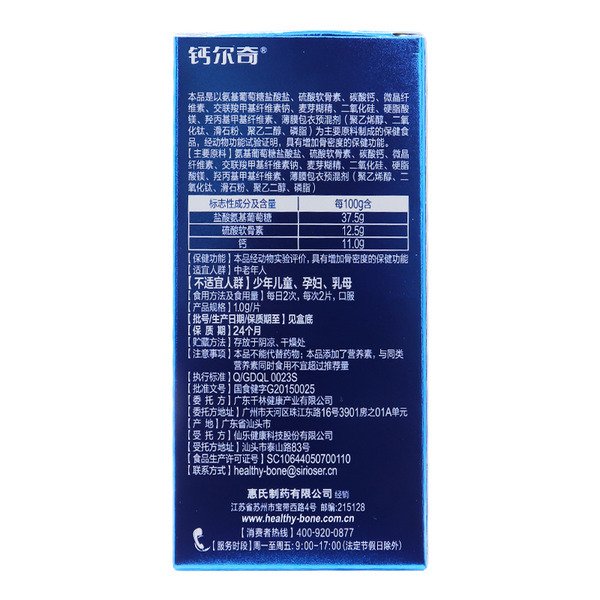 钙尔奇®
本品是以氨基葡萄糖盐酸盐、硫酸软骨素、碳酸钙、微晶纤
维素、交联羧甲基纤维素钠、麦芽糊精、二氧化硅、硬脂酸
镁、羟丙基甲基纤维素、薄膜包衣预混剂（聚乙烯醇、二氧
化钛、滑石粉、聚乙二醇、磷脂）为主要原料制成的保健食
品，经动物功能试验证明，具有增加骨密度的保健功能。
【主要原料】氨基葡萄糖盐酸盐、硫酸软骨素、碳酸钙、微晶
纤维素、交联羧甲基纤维素钠、麦芽糊精、二氧化硅、硬脂
酸镁、羟丙基甲基纤维素、薄膜包衣预混剂（聚乙烯醇、二
氧化钛、滑石粉、聚乙二醇、磷脂）
标志性成分及含量 每100g含
盐酸氨基葡萄糖 37.5g
硫酸软骨素 12.5g
钙 11.0g
【保健功能】本品经动物实验评价，具有增加骨密度的保健功能
【适宜人群】中老年人
【不适宜人群】少年儿童、孕妇、乳母
【食用方法及食用量】每日2次，每次2片，口服
【产品规格】1.0g/片
【批号/生产日期/保质期至】见盒底
【保 质 期】24个月
【贮藏方法】存放于阴凉、干燥处
【注意事项】本品不能代替药物；本品添加了营养素，与同类
营养素同时食用不宜超过推荐量
【执行标准】Q/GDQL 0023S
【批准文号】国食健字G20150025
【委 托 方】广东千林健康产业有限公司
【委托方地址】广州市天河区珠江东路16号3901房之01A单元
【产 地】广东省汕头市
【受 托 方】仙乐健康科技股份有限公司
【受托方地址】汕头市泰山路83号
【食品生产许可证号】SC10644050700110
【联系方式】healthy-bone@sirioser.com
惠氏制药有限公司 经销
江苏省苏州市宝带西路4号 邮编:215128
www.healthy-bone.com.cn
【消费者热线】400-920-0877
【服务时段】周一至周五: 9:00-17:00 (法定节假日除外)